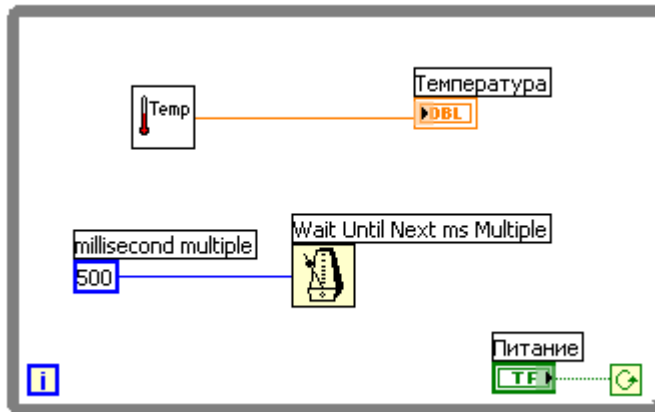 Температура
Temp
DBL
Wait Until Next ms Multiple
millisecond multiple
500
Питание
TF
i